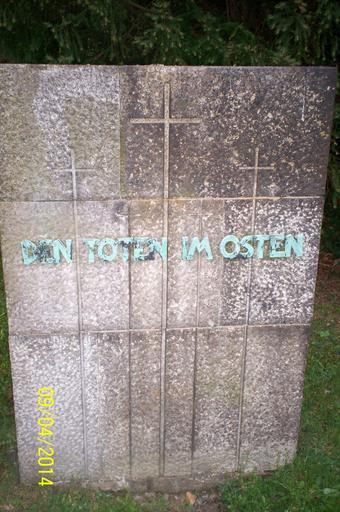 DEN TOTEN IM OSTEN
09/04/2014